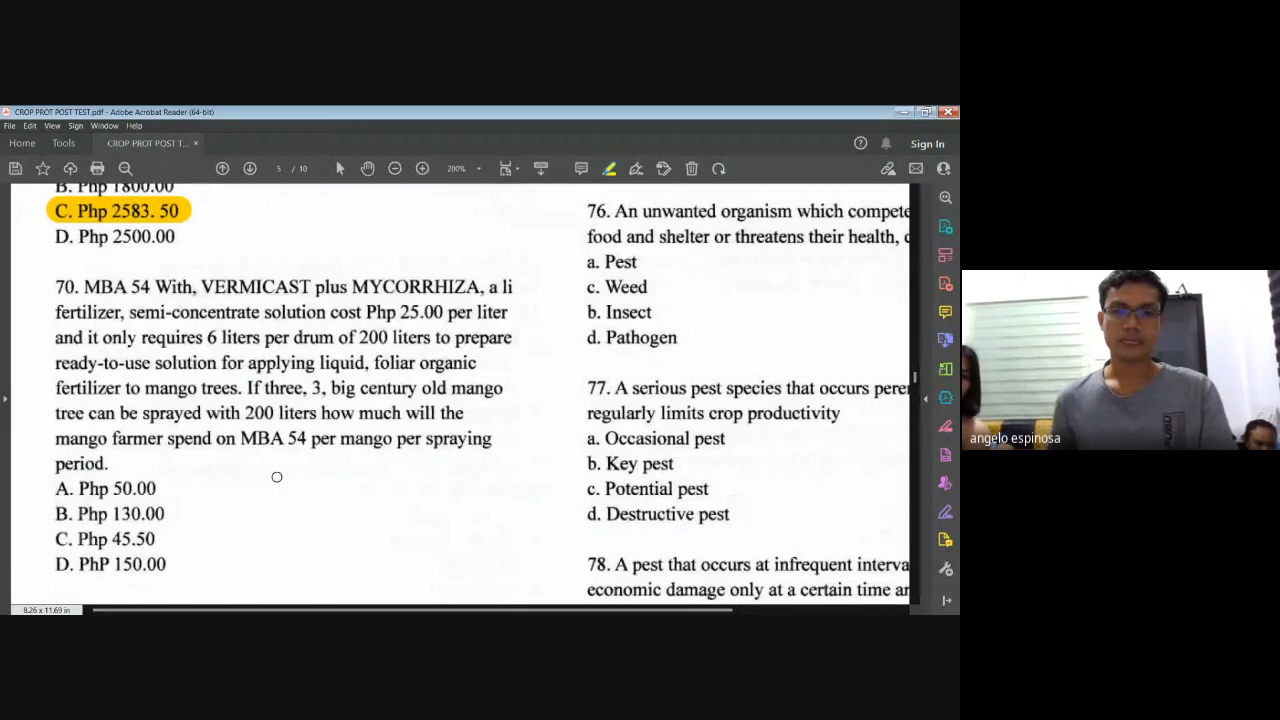 CROP PROT POST TEST.pdf - Adobe Acrobat Reader (64-bit)
File Edit View Sign Window Help
Home Tools CROP PROT POST T... × Sign In
5 / 10 200%
B. Php 1800.00
C. Php 2583. 50
D. Php 2500.00
70. MBA 54 With, VERMICAST plus MYCORRHIZA, a li
fertilizer, semi-concentrate solution cost Php 25.00 per liter
and it only requires 6 liters per drum of 200 liters to prepare
ready-to-use solution for applying liquid, foliar organic
fertilizer to mango trees. If three, 3, big century old mango
tree can be sprayed with 200 liters how much will the
mango farmer spend on MBA 54 per mango per spraying
period.
A. Php 50.00
B. Php 130.00
C. Php 45.50
D. PhP 150.00
76. An unwanted organism which compete
food and shelter or threatens their health,
a. Pest
c. Weed
b. Insect
d. Pathogen
77. A serious pest species that occurs peren
regularly limits crop productivity
a. Occasional pest
b. Key pest
c. Potential pest
d. Destructive pest
78. A pest that occurs at infrequent interva
economic damage only at a certain time an
8.26 x 11.69 in
angelo espinosa